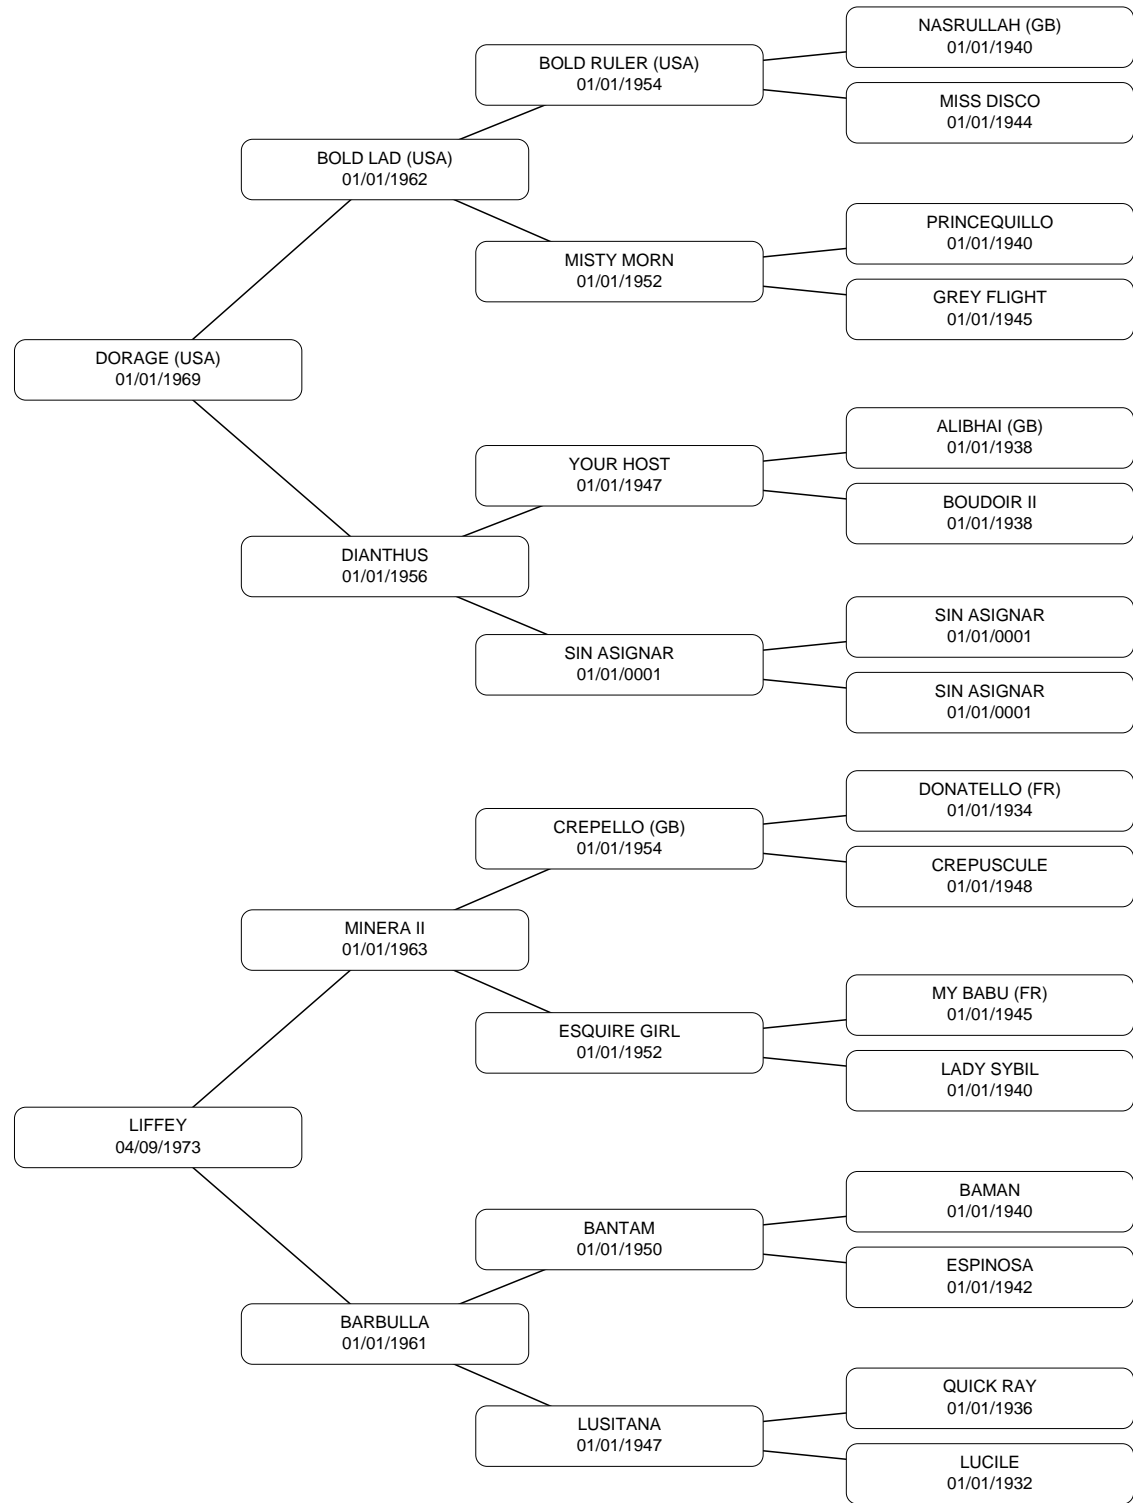 NASRULLAH (GB)
01/01/1940
BOLD RULER (USA)
01/01/1954
MISS DISCO
01/01/1944
BOLD LAD (USA)
01/01/1962
PRINCEQUILLO
01/01/1940
MISTY MORN
01/01/1952
GREY FLIGHT
01/01/1945
DORAGE (USA)
01/01/1969
ALIBHAI (GB)
01/01/1938
YOUR HOST
01/01/1947
BOUDOIR II
01/01/1938
DIANTHUS
01/01/1956
SIN ASIGNAR
01/01/0001
SIN ASIGNAR
01/01/0001
SIN ASIGNAR
01/01/0001
DONATELLO (FR)
01/01/1934
CREPELLO (GB)
01/01/1954
CREPUSCULE
01/01/1948
MINERA II
01/01/1963
MY BABU (FR)
01/01/1945
ESQUIRE GIRL
01/01/1952
LADY SYBIL
01/01/1940
LIFFEY
04/09/1973
BAMAN
01/01/1940
BANTAM
01/01/1950
ESPINOSA
01/01/1942
BARBULLA
01/01/1961
QUICK RAY
01/01/1936
LUSITANA
01/01/1947
LUCILE
01/01/1932